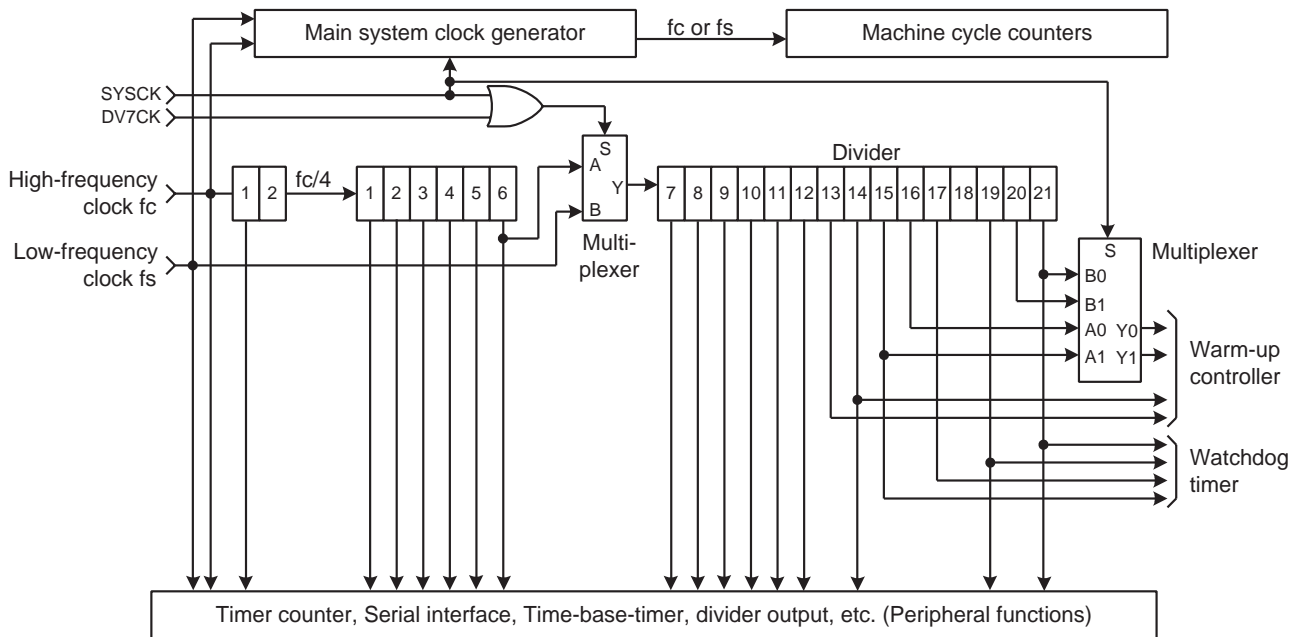 Main system clock generator
fc or fs
Machine cycle counters
SYSCK
DV7CK
High-frequency
clock fc
1 2
fc/4
1 2 3 4 5 6
S
A
Y
B
Multi-
plexer
Divider
7 8 9 10 11 12 13 14 15 16 17 18 19 20 21
Low-frequency
clock fs
S
Multiplexer
B0
B1
A0 Y0
A1 Y1
Warm-up
controller
Watchdog
timer
Timer counter, Serial interface, Time-base-timer, divider output, etc. (Peripheral functions)